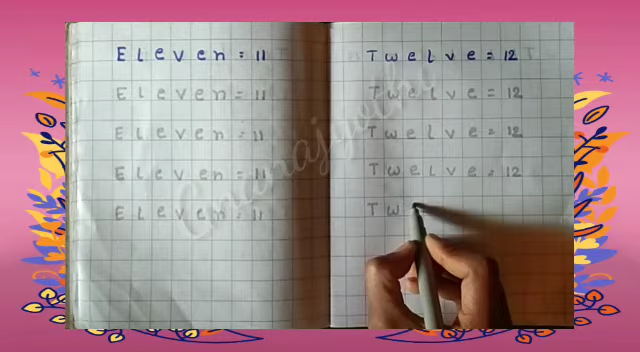 Eleven = 11
Eleven = 11
Eleven = 11
Eleven = 11
Eleven = 11
Twelve = 12
Twelve = 12
Twelve = 12
Twelve = 12
Tw